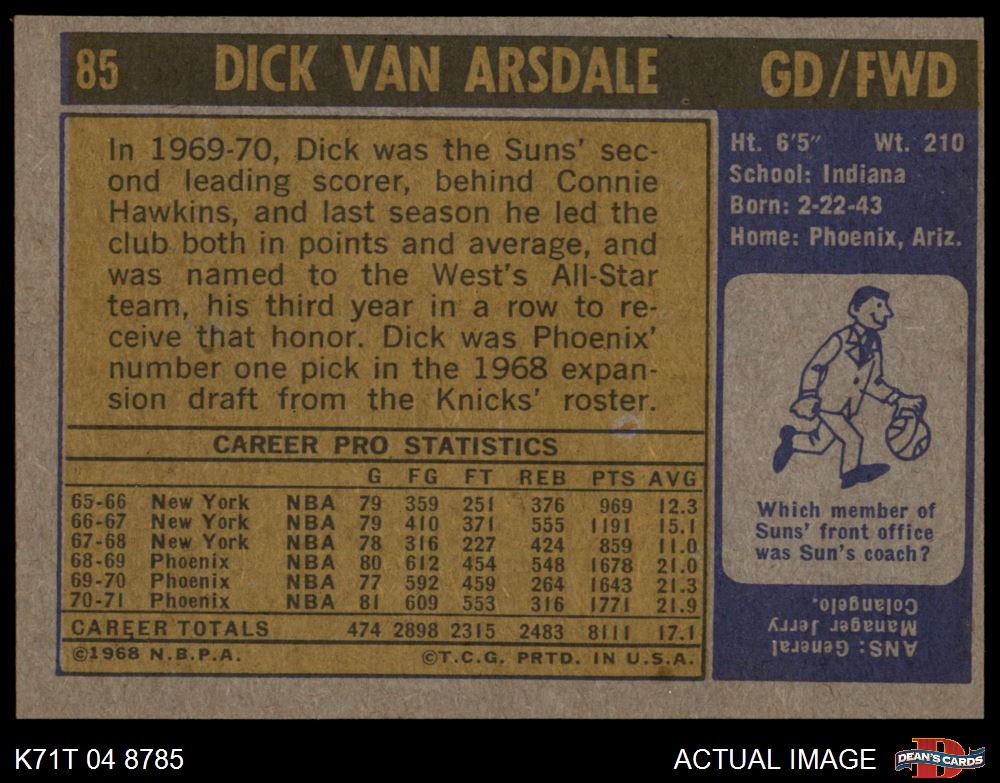 85 DICK VAN ARSDALE GD/FWD
In 1969-70, Dick was the Suns' sec-
ond leading scorer, behind Connie
Hawkins, and last season he led the
club both in points and average, and
was named to the West's All-Star
team, his third year in a row to re-
ceive that honor. Dick was Phoenix'
number one pick in the 1968 expan-
sion draft from the Knicks' roster.
CAREER PRO STATISTICS
G FG FT REB PTS AVG
65-66 New York NBA 79 359 251 376 969 12.3
66-67 New York NBA 79 410 371 555 1191 15.1
67-68 New York NBA 78 316 227 424 859 11.0
68-69 Phoenix NBA 80 612 454 548 1678 21.0
69-70 Phoenix NBA 77 592 459 264 1643 21.3
70-71 Phoenix NBA 81 609 553 316 1771 21.9
CAREER TOTALS 474 2898 2315 2483 8111 17.1
©1968 N.B.P.A. ©T.C.G. PRTD. IN U.S.A.
Ht. 6'5" Wt. 210
School: Indiana
Born: 2-22-43
Home: Phoenix, Ariz.
Which member of
Suns' front office
was Sun's coach?
ANS: General
Manager Jerry
Colangelo.
K71T 04 8785 ACTUAL IMAGE
D
DEAN'S CARDS